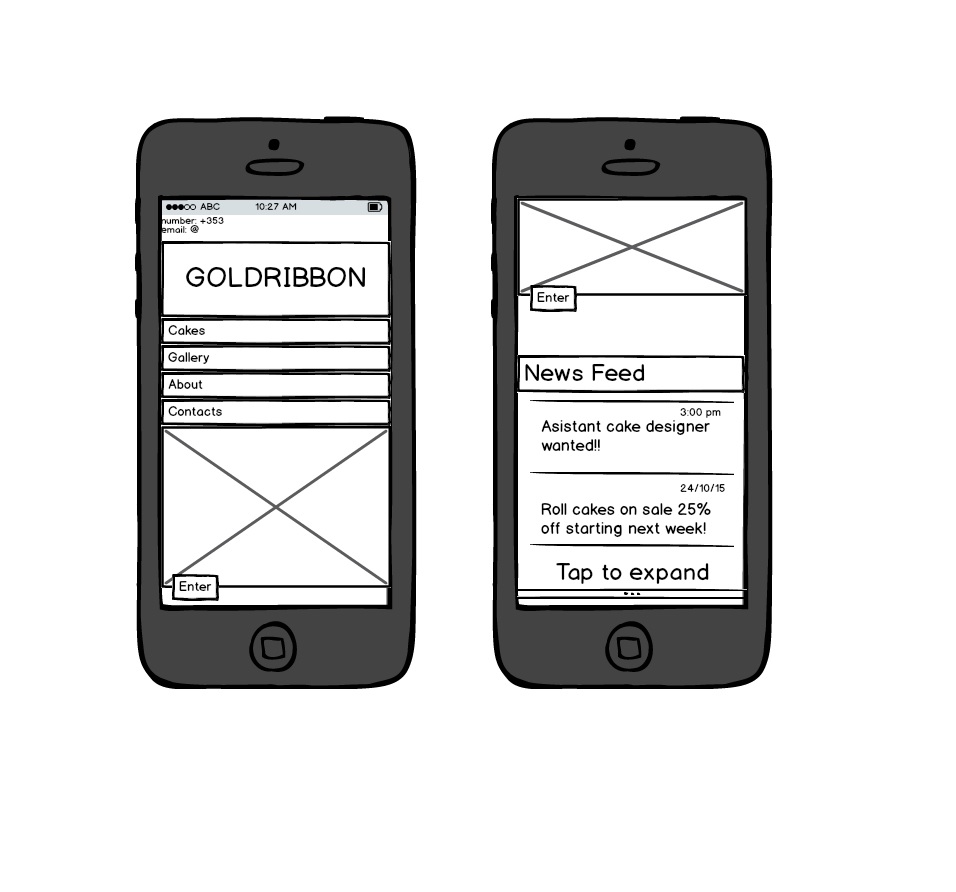 ABC 10:27 AM
number: +353
email: @
GOLDRIBBON
Cakes
Gallery
About
Contacts
Enter
Enter
News Feed
3:00 pm
Asistant cake designer
wanted!!
24/10/15
Roll cakes on sale 25%
off starting next week!
Tap to expand